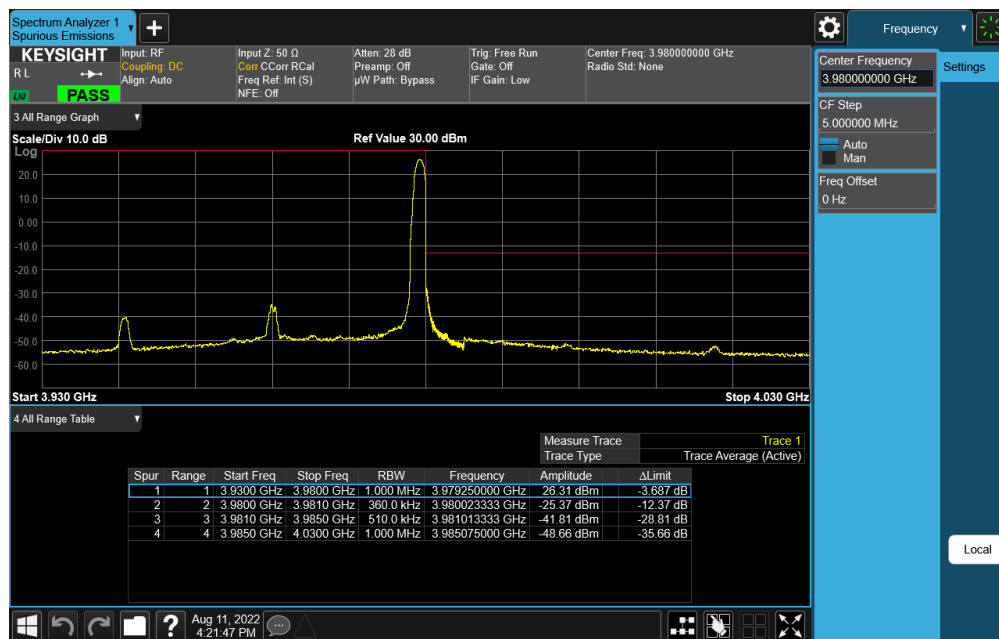 Spectrum Analyzer 1
Spurious Emissions
Frequency
KEYSIGHT
R L
LXI
PASS
Input: RF
Coupling: DC
Align: Auto
Input Z: 50 Ω
Corr CCorr RCal
Freq Ref: Int (S)
NFE: Off
Atten: 28 dB
Preamp: Off
µW Path: Bypass
Trig: Free Run
Gate: Off
IF Gain: Low
Center Freq: 3.980000000 GHz
Radio Std: None
Center Frequency
3.980000000 GHz
Settings
CF Step
5.000000 MHz
Auto
Man
Freq Offset
0 Hz
3 All Range Graph
Scale/Div 10.0 dB
Ref Value 30.00 dBm
Log
20.0
10.0
0.00
-10.0
-20.0
-30.0
-40.0
-50.0
-60.0
Start 3.930 GHz
Stop 4.030 GHz
4 All Range Table
Measure Trace Trace 1
Trace Type Trace Average (Active)
Spur Range Start Freq Stop Freq RBW Frequency Amplitude ΔLimit
1 1 3.9300 GHz 3.9800 GHz 1.000 MHz 3.979250000 GHz 26.31 dBm -3.687 dB
2 2 3.9800 GHz 3.9810 GHz 360.0 kHz 3.980023333 GHz -25.37 dBm -12.37 dB
3 3 3.9810 GHz 3.9850 GHz 510.0 kHz 3.981013333 GHz -41.81 dBm -28.81 dB
4 4 3.9850 GHz 4.0300 GHz 1.000 MHz 3.985075000 GHz -48.66 dBm -35.66 dB
Local
?
Aug 11, 2022
4:21:47 PM